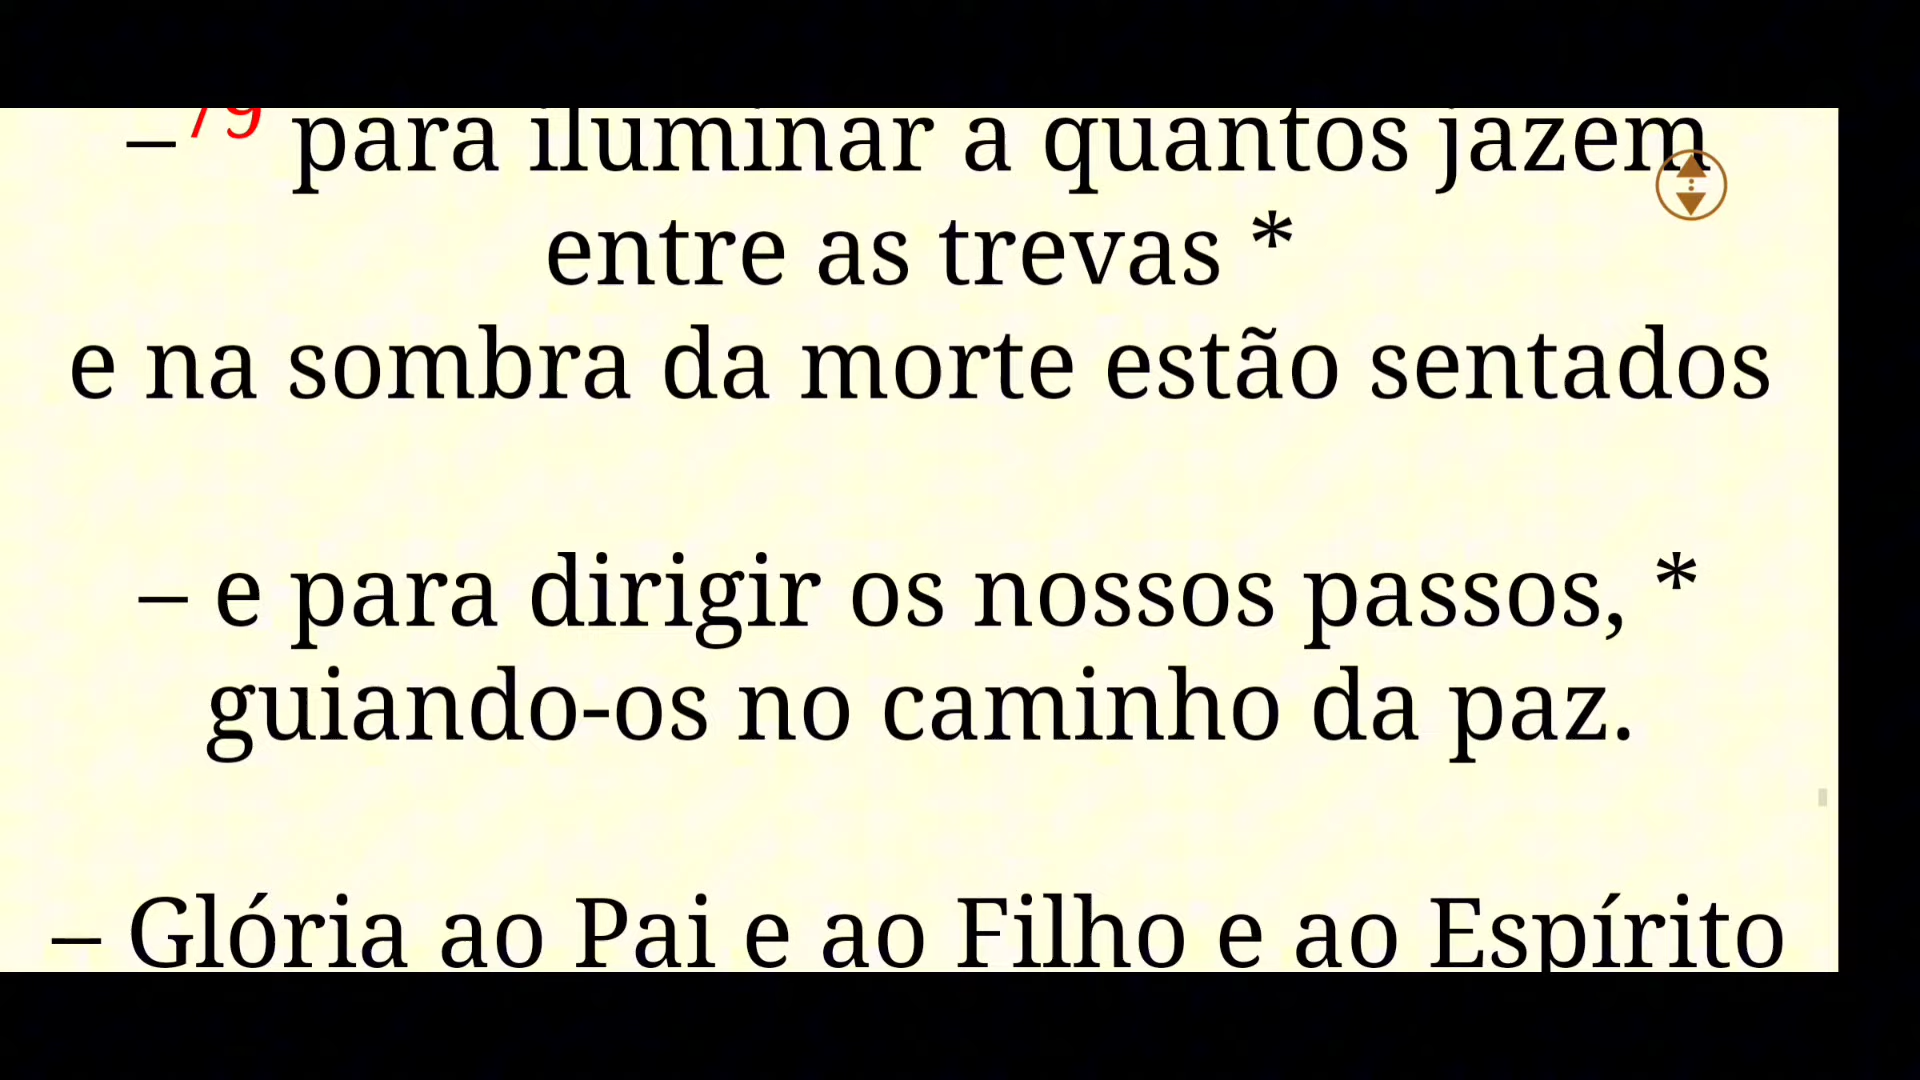 –79 para iluminar a quantos jazem
entre as trevas *
e na sombra da morte estão sentados
– e para dirigir os nossos passos, *
guiando-os no caminho da paz.
– Glória ao Pai e ao Filho e ao Espírito